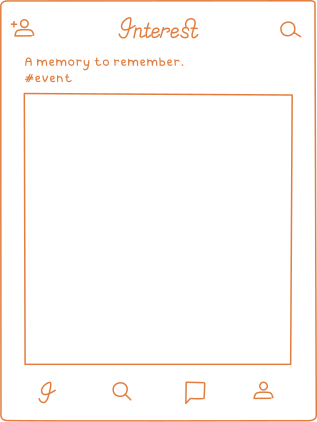 Interest
A memory to remember.
#event
I